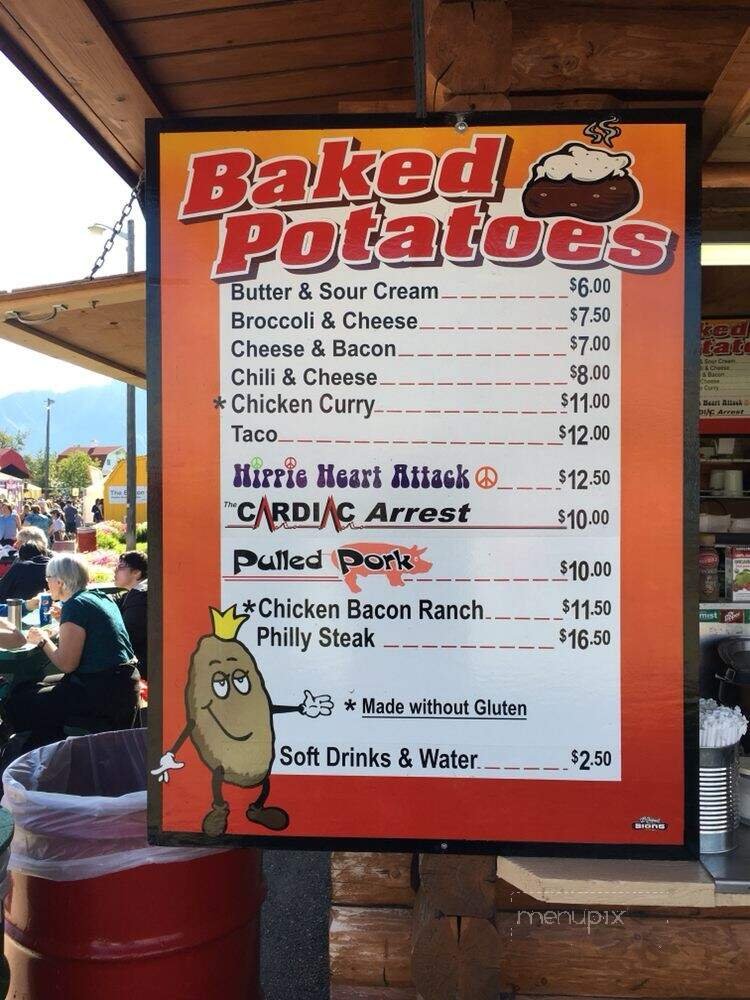 Baked
Potatoes
Butter & Sour Cream $6.00
Broccoli & Cheese $7.50
Cheese & Bacon $7.00
Chili & Cheese $8.00
* Chicken Curry $11.00
Taco $12.00
Hippie Heart Attack $12.50
The CARDIAC Arrest $10.00
Pulled Pork $10.00
*Chicken Bacon Ranch $11.50
Philly Steak $16.50
* Made without Gluten
Soft Drinks & Water $2.50
SIGNS
menupix